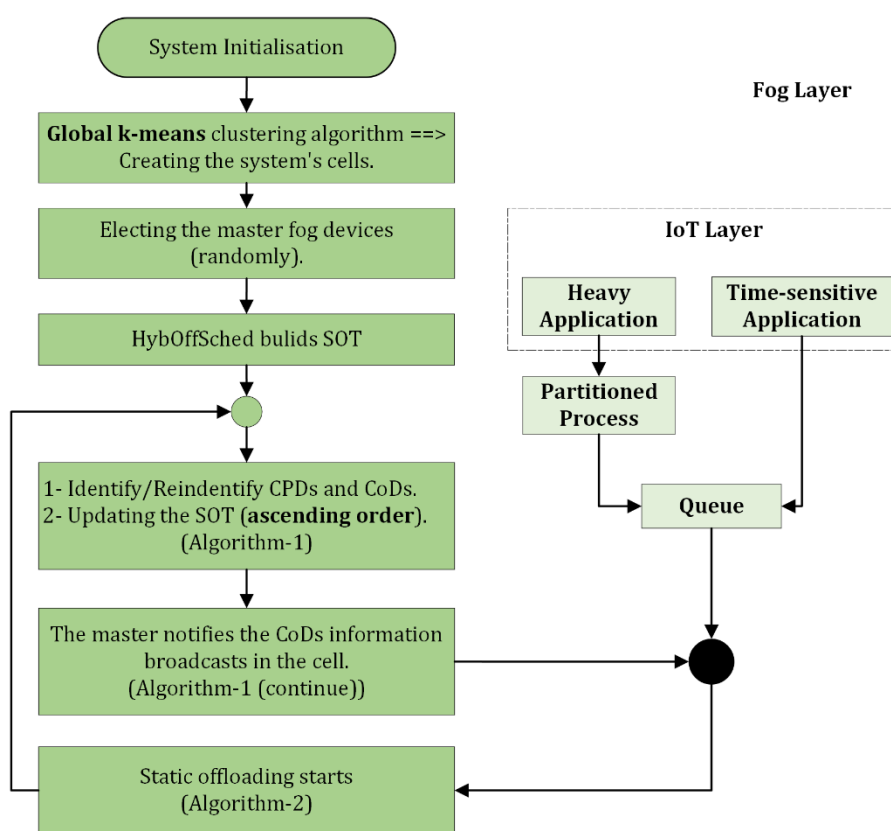 System Initialisation
Fog Layer
Global k-means clustering algorithm ==>
Creating the system's cells.
Electing the master fog devices
(randomly).
IoT Layer
Heavy
Application
Time-sensitive
Application
HybOffSched bulids SOT
Partitioned
Process
1- Identify/Reindentify CPDs and CoDs.
2- Updating the SOT (ascending order).
(Algorithm-1)
Queue
The master notifies the CoDs information
broadcasts in the cell.
(Algorithm-1 (continue))
Static offloading starts
(Algorithm-2)